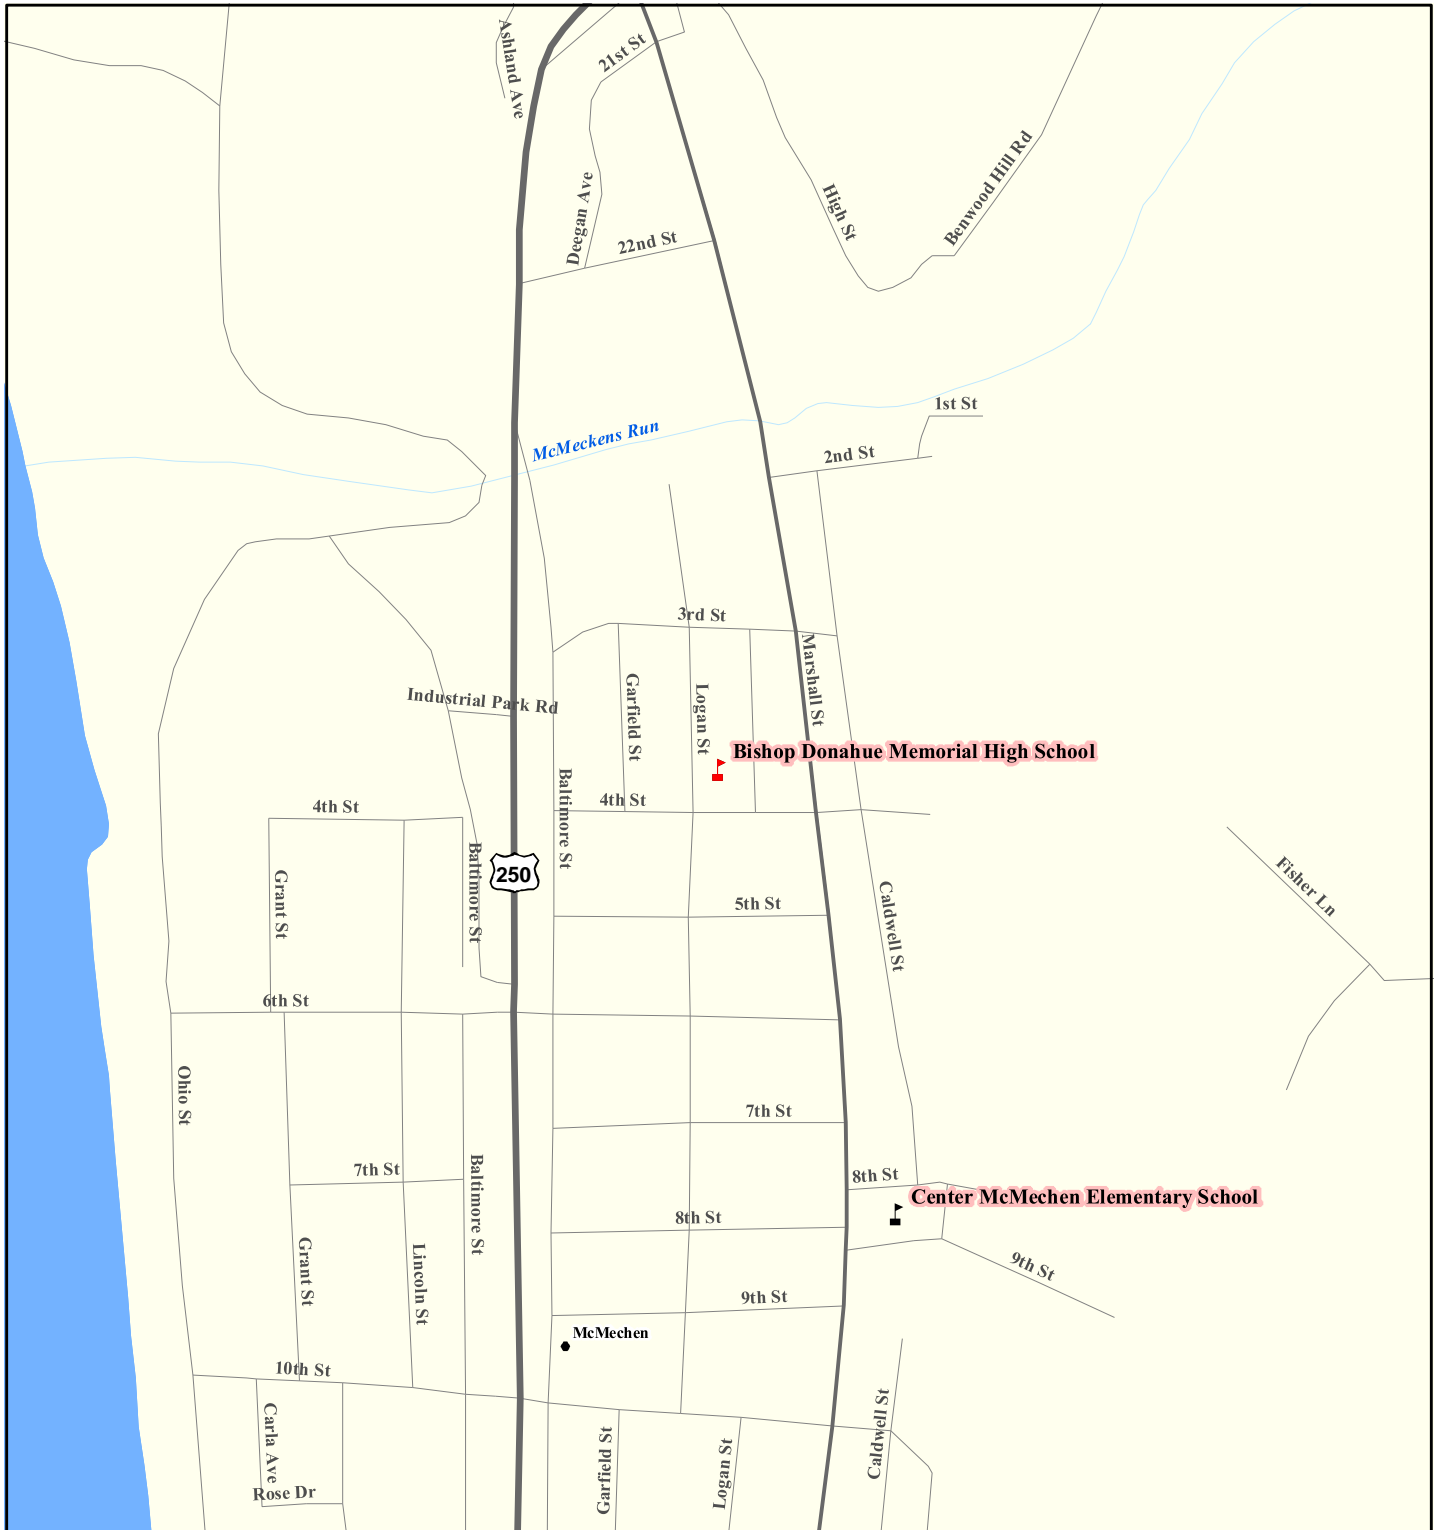 Ashland Ave
21st St
Deegan Ave
22nd St
High St
Benwood Hill Rd
McMeckens Run
1st St
2nd St
3rd St
Marshall St
Garfield St
Logan St
Industrial Park Rd
Bishop Donahue Memorial High School
4th St
4th St
Baltimore St
Baltimore St
250
Grant St
5th St
Caldwell St
Fisher Ln
6th St
Ohio St
7th St
7th St
Baltimore St
8th St
Center McMechen Elementary School
8th St
Grant St
Lincoln St
9th St
9th St
McMechen
10th St
Carla Ave
Rose Dr
Garfield St
Logan St
Caldwell St